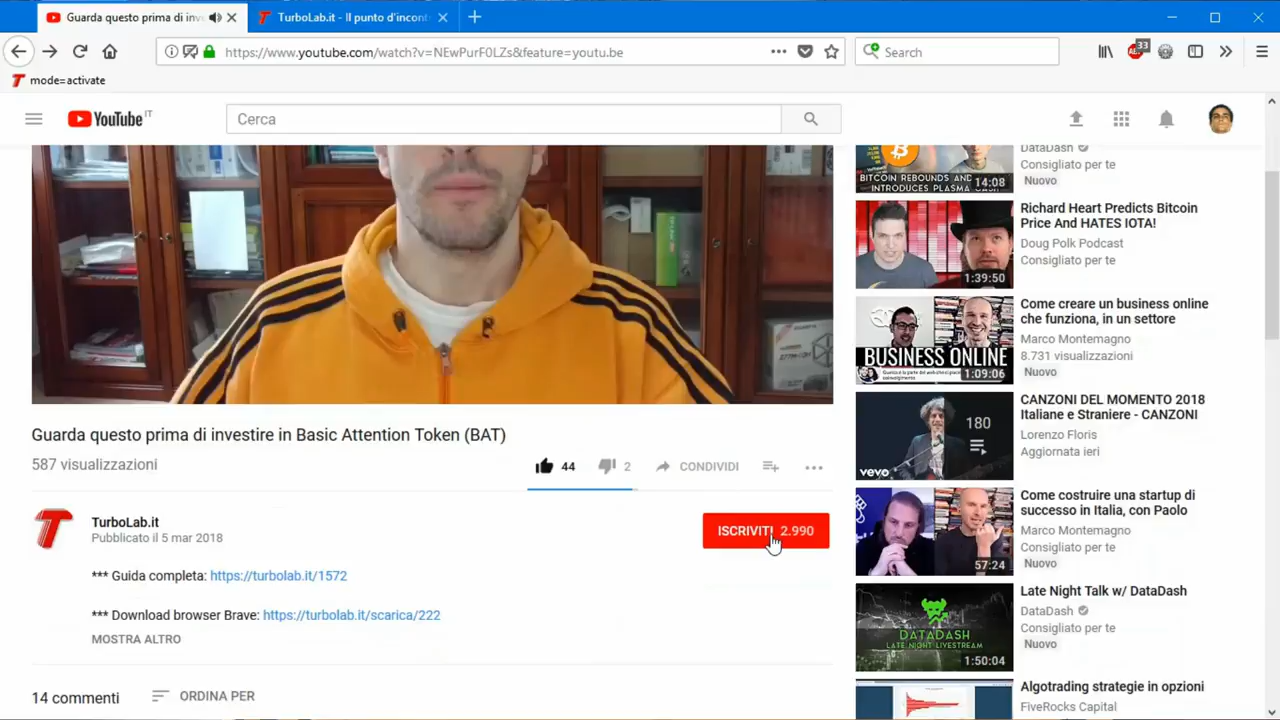 Guarda questo prima di inv
TurboLab.it - Il punto d'incont
https://www.youtube.com/watch?v=NEwPurF0LZs&feature=youtu.be
Search
33
mode=activate
YouTube IT
Cerca
DataDash
Consigliato per te
Nuovo
BITCOIN REBOUNDS AND
INTRODUCES PLASMA CASH
14:08
Richard Heart Predicts Bitcoin
Price And HATES IOTA!
Doug Polk Podcast
Consigliato per te
1:39:50
Come creare un business online
che funziona, in un settore
Marco Montemagno
8.731 visualizzazioni
Nuovo
BUSINESS ONLINE
1:09:06
CANZONI DEL MOMENTO 2018
Italiane e Straniere - CANZONI
Lorenzo Floris
Aggiornata ieri
180
vevo
Come costruire una startup di
successo in Italia, con Paolo
Marco Montemagno
Consigliato per te
Nuovo
57:24
Late Night Talk w/ DataDash
DataDash
Consigliato per te
Nuovo
DATADASH
LATE NIGHT LIVESTREAM
1:50:04
Algotrading strategie in opzioni
FiveRocks Capital
Guarda questo prima di investire in Basic Attention Token (BAT)
587 visualizzazioni
44
2
CONDIVIDI
TurboLab.it
Pubblicato il 5 mar 2018
ISCRIVITI 2.990
*** Guida completa: https://turbolab.it/1572
*** Download browser Brave: https://turbolab.it/scarica/222
MOSTRA ALTRO
14 commenti
ORDINA PER